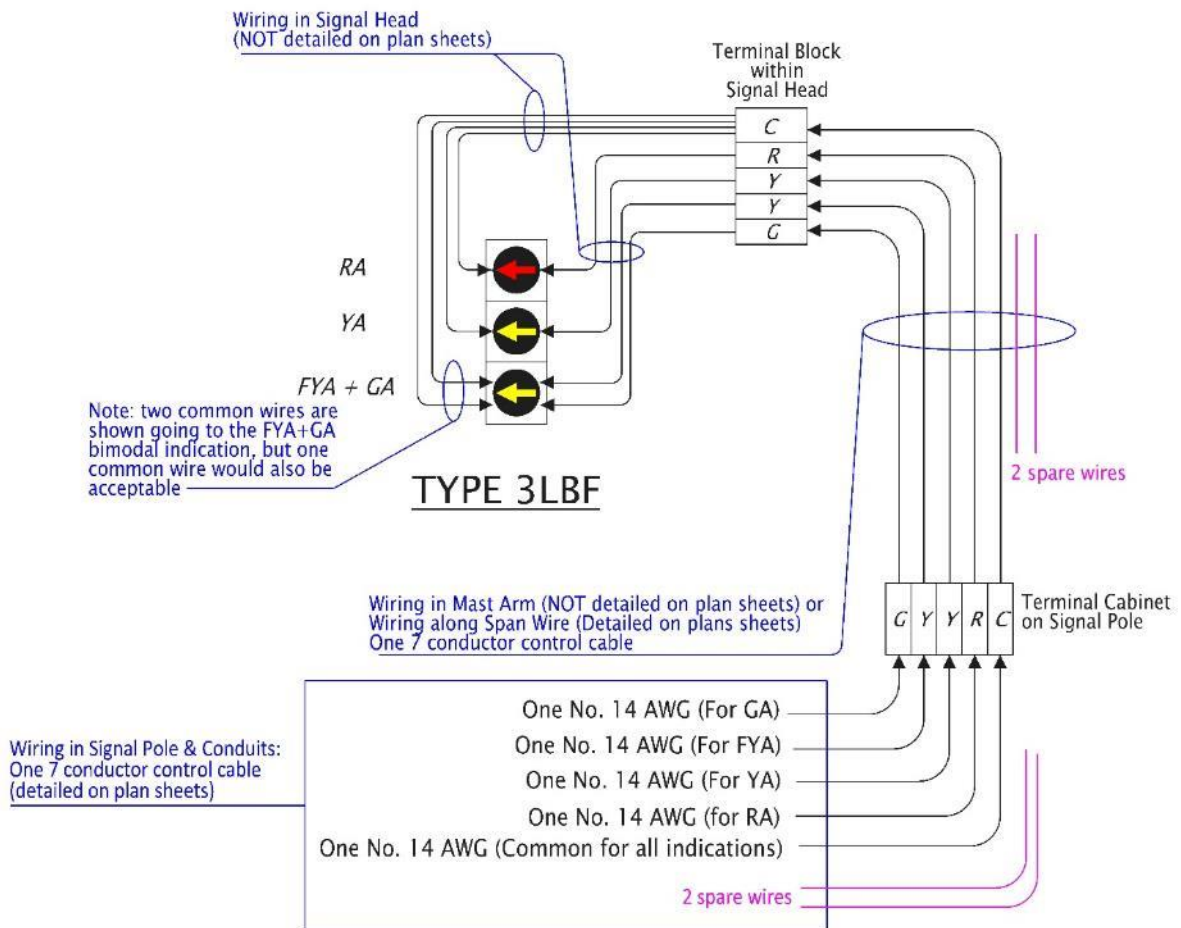 Wiring in Signal Head
(NOT detailed on plan sheets)
Terminal Block
within
Signal Head
C
R
Y
Y
G
RA
YA
FYA + GA
Note: two common wires are
shown going to the FYA+GA
bimodal indication, but one
common wire would also be
acceptable
TYPE 3LBF
2 spare wires
Wiring in Mast Arm (NOT detailed on plan sheets) or
Wiring along Span Wire (Detailed on plans sheets)
One 7 conductor control cable
G Y Y R C
Terminal Cabinet
on Signal Pole
Wiring in Signal Pole & Conduits:
One 7 conductor control cable
(detailed on plan sheets)
One No. 14 AWG (For GA)
One No. 14 AWG (For FYA)
One No. 14 AWG (For YA)
One No. 14 AWG (for RA)
One No. 14 AWG (Common for all indications)
2 spare wires